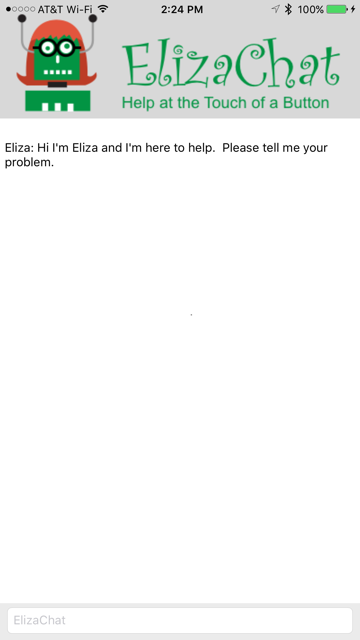 AT&T Wi-Fi 2:24 PM 100%
ElizaChat
Help at the Touch of a Button
Eliza: Hi I'm Eliza and I'm here to help.  Please tell me your
problem.
ElizaChat